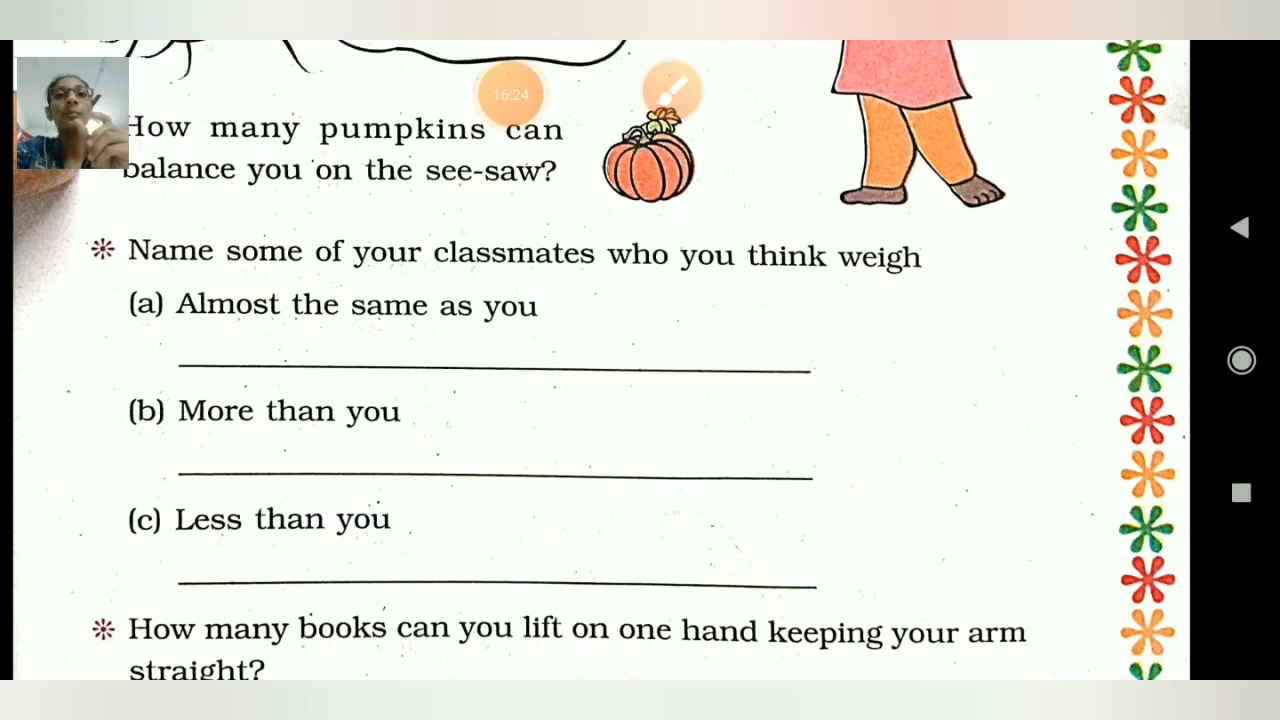 16:24
How many pumpkins can
balance you on the see-saw?
Name some of your classmates who you think weigh
(a) Almost the same as you
(b) More than you
(c) Less than you
How many books can you lift on one hand keeping your arm
straight?